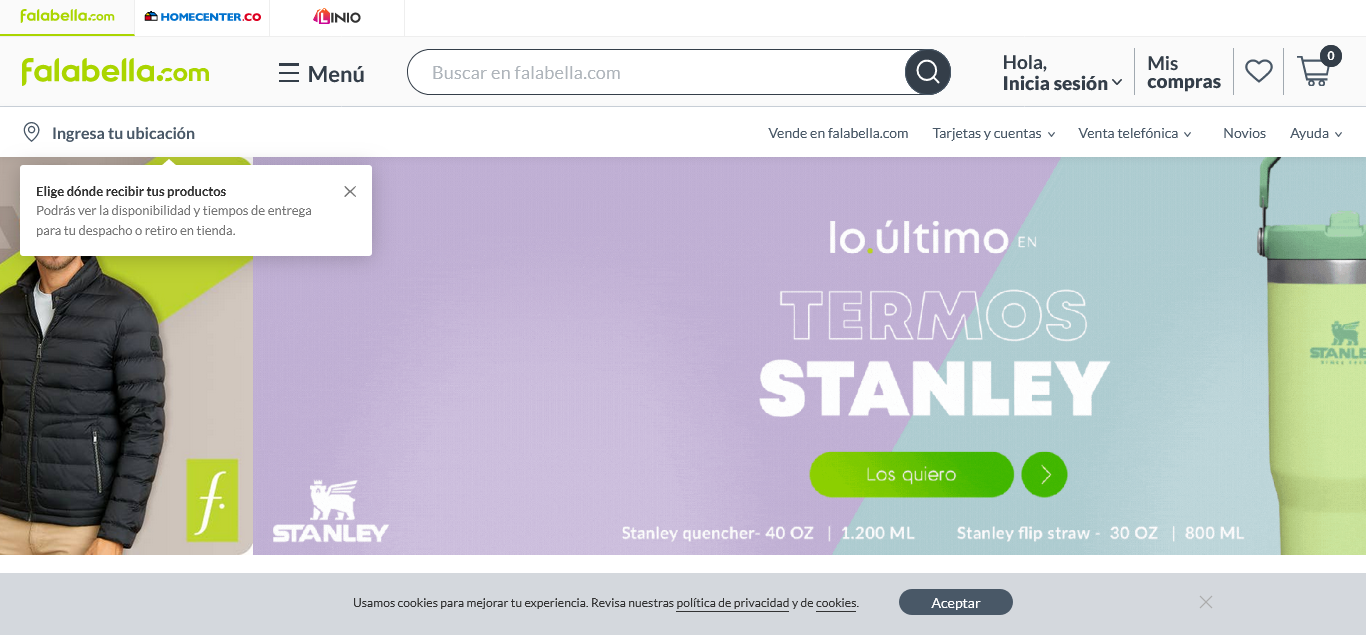 falabella.com
HOMECENTER.CO
LINIO
falabella.com
Menú
Buscar en falabella.com
Hola,
Inicia sesión
Mis
compras
0
Ingresa tu ubicación
Vende en falabella.com
Tarjetas y cuentas
Venta telefónica
Novios
Ayuda
Elige dónde recibir tus productos
Podrás ver la disponibilidad y tiempos de entrega
para tu despacho o retiro en tienda.
lo.último EN
TERMOS
STANLEY
Los quiero
Stanley quencher- 40 OZ | 1.200 ML
Stanley flip straw - 30 OZ | 800 ML
STANLEY
f.
STANLEY
Usamos cookies para mejorar tu experiencia. Revisa nuestras política de privacidad y de cookies.
Aceptar